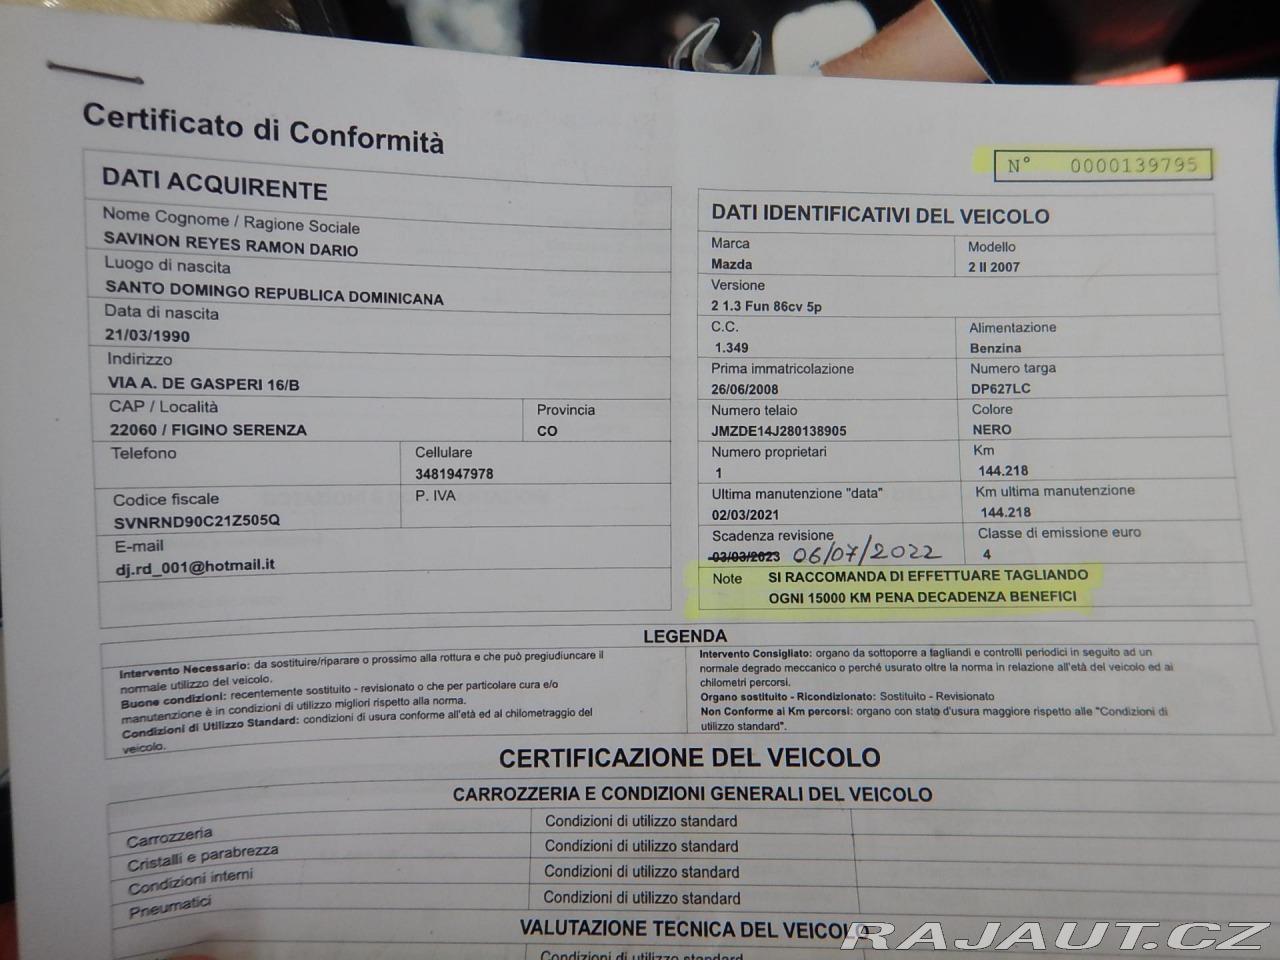 Certificato di Conformità
N° 0000139795
DATI ACQUIRENTE
Nome Cognome / Ragione Sociale
SAVINON REYES RAMON DARIO
Luogo di nascita
SANTO DOMINGO REPUBLICA DOMINICANA
Data di nascita
21/03/1990
Indirizzo
VIA A. DE GASPERI 16/B
CAP / Località
22060 / FIGINO SERENZA
Provincia
CO
Telefono
Cellulare
3481947978
Codice fiscale
SVNRND90C21Z505Q
P. IVA
E-mail
dj.rd_001@hotmail.it
DATI IDENTIFICATIVI DEL VEICOLO
Marca
Mazda
Modello
2 II 2007
Versione
2 1.3 Fun 86cv 5p
C.C.
1.349
Alimentazione
Benzina
Prima immatricolazione
26/06/2008
Numero targa
DP627LC
Numero telaio
JMZDE14J280138905
Colore
NERO
Numero proprietari
1
Km
144.218
Ultima manutenzione "data"
02/03/2021
Km ultima manutenzione
144.218
Scadenza revisione
03/03/2023 06/07/2022
Classe di emissione euro
4
Note SI RACCOMANDA DI EFFETTUARE TAGLIANDO
OGNI 15000 KM PENA DECADENZA BENEFICI
LEGENDA
Intervento Necessario: da sostituire/riparare o prossimo alla rottura e che può pregiudiuncare il
normale utilizzo del veicolo.
Buone condizioni: recentemente sostituito - revisionato o che per particolare cura e/o
manutenzione è in condizioni di utilizzo migliori rispetto alla norma.
Condizioni di Utilizzo Standard: condizioni di usura conforme all'età ed al chilometraggio del
veicolo.
Intervento Consigliato: organo da sottoporre a tagliandi e controlli periodici in seguito ad un
normale degrado meccanico o perché usurato oltre la norma in relazione all'età del veicolo ed ai
chilometri percorsi.
Organo sostituito - Ricondizionato: Sostituito - Revisionato
Non Conforme ai Km percorsi: organo con stato d'usura maggiore rispetto alle "Condizioni di
utilizzo standard".
CERTIFICAZIONE DEL VEICOLO
CARROZZERIA E CONDIZIONI GENERALI DEL VEICOLO
Carrozzeria Condizioni di utilizzo standard
Cristalli e parabrezza Condizioni di utilizzo standard
Condizioni interni Condizioni di utilizzo standard
Pneumatici Condizioni di utilizzo standard
VALUTAZIONE TECNICA DEL VEICOLO
Condizioni di utilizzo standard
RAJAUT.CZ